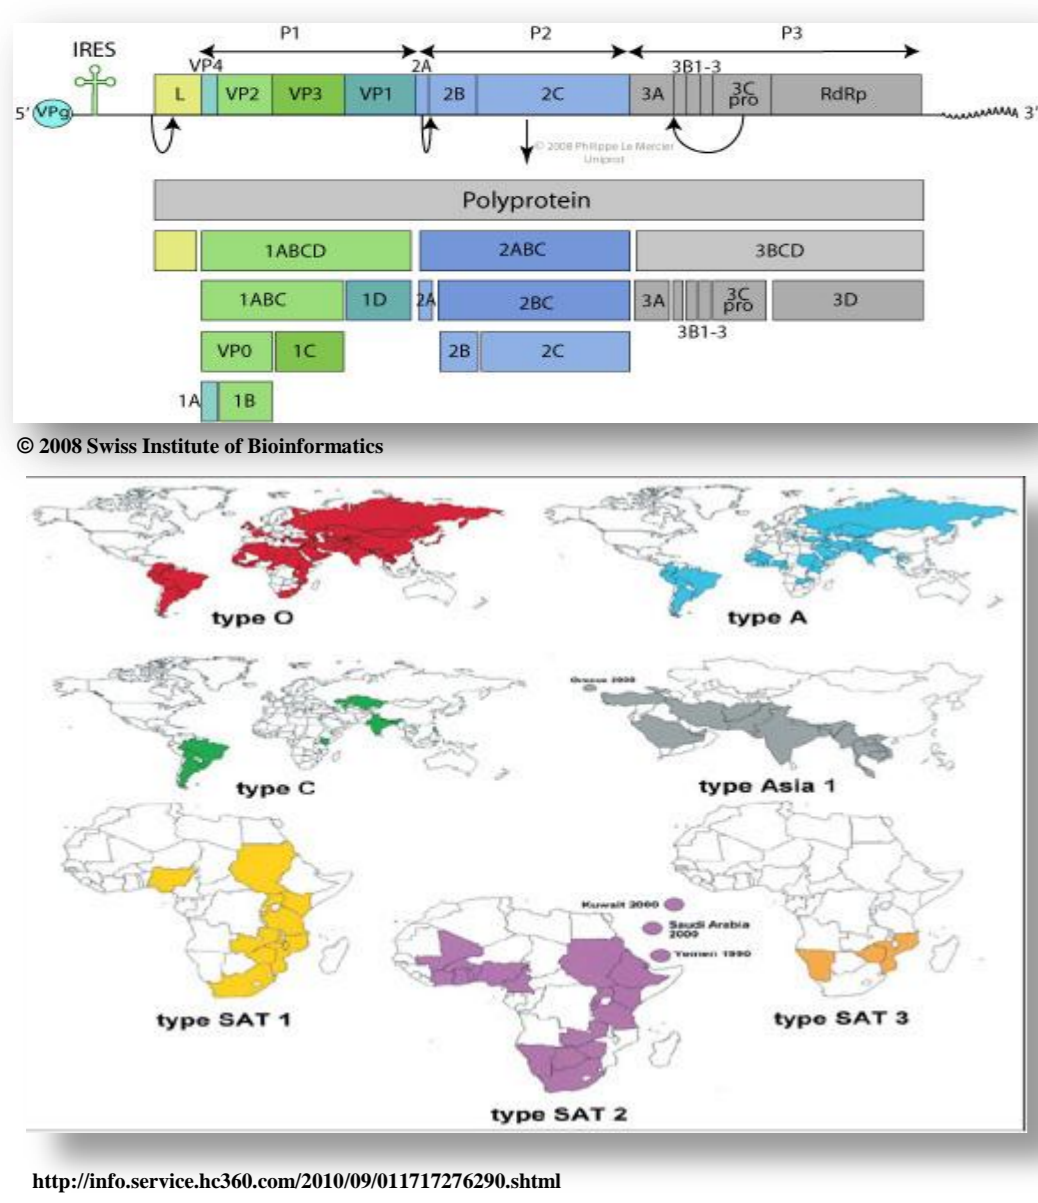 P1 P2 P3
IRES
VP4 2A 3B1-3
L VP2 VP3 VP1 2B 2C 3A 3C pro RdRp
5' VPg 3'
© 2008 Philippe Le Mercier
Uniprot
Polyprotein
1ABCD 2ABC 3BCD
1ABC 1D 2A 2BC 3A 3C pro 3D
3B1-3
VP0 1C 2B 2C
1A 1B
© 2008 Swiss Institute of Bioinformatics
type O type A
Greece 2000
type C type Asia 1
Kuwait 2000
Saudi Arabia
2000
Yemen 1990
type SAT 1 type SAT 3
type SAT 2
http://info.service.hc360.com/2010/09/011717276290.shtml